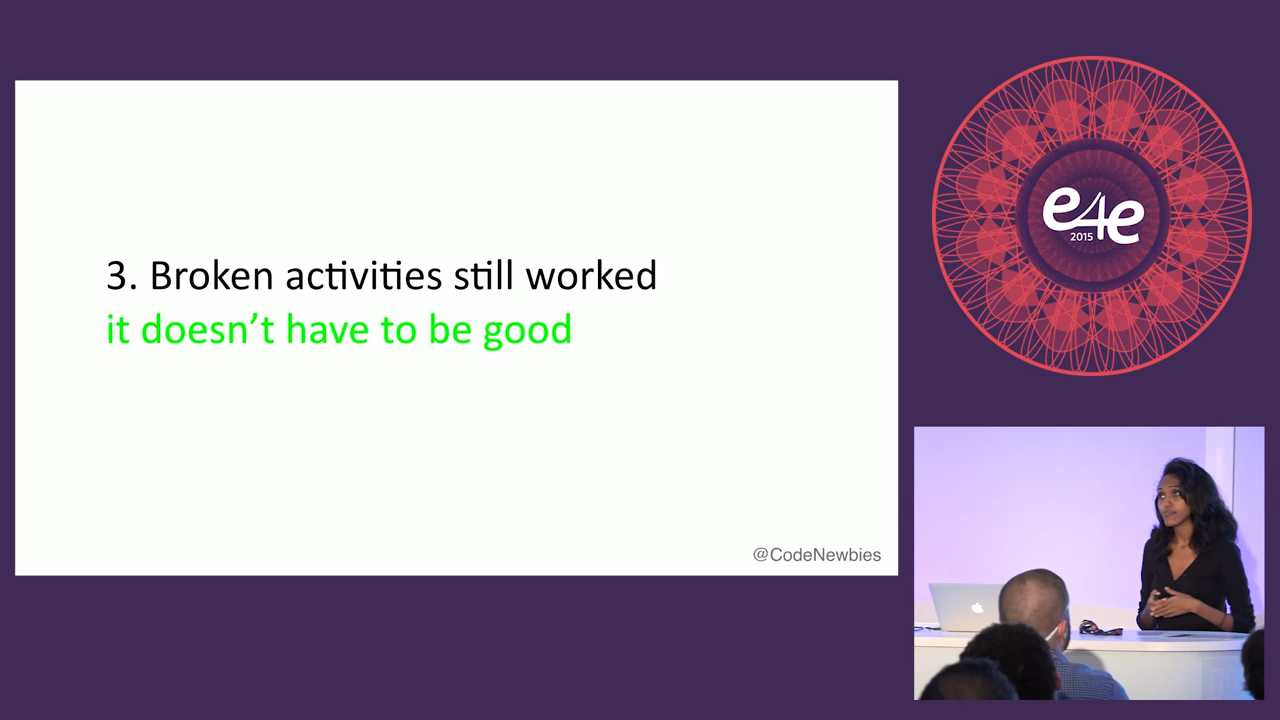 3. Broken activities still worked
it doesn't have to be good
@CodeNewbies
e4e
2015